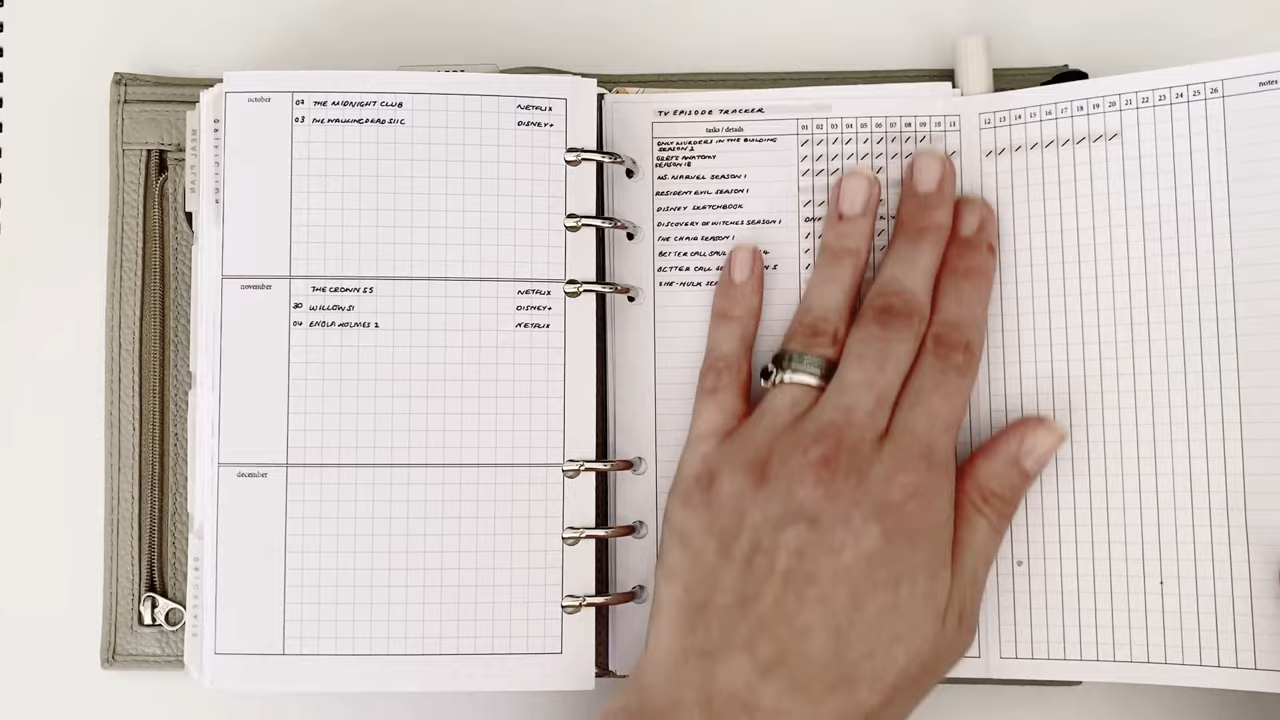 october
07 THE MIDNIGHT CLUB NETFLIX
03 THE WALKING DEAD S11C DISNEY+
november
THE CROWN S5 NETFLIX
30 WILLOW S1 DISNEY+
04 ENOLA HOLMES 2 NETFLIX
december
TV EPISODE TRACKER
tasks / details 01 02 03 04 05 06 07 08 09 10 11
12 13 14 15 16 17 18 19 20 21 22 23 24 25 26 notes
ONLY MURDERS IN THE BUILDING
SEASON 2
GREY'S ANATOMY
SEASON 18
MS. MARVEL SEASON 1
RESIDENT EVIL SEASON 1
DISNEY SKETCHBOOK
DISCOVERY OF WITCHES SEASON 1
THE CHAIR SEASON 1
BETTER CALL SAUL 4
BETTER CALL 5
SHE-HULK
MEAL PLAN